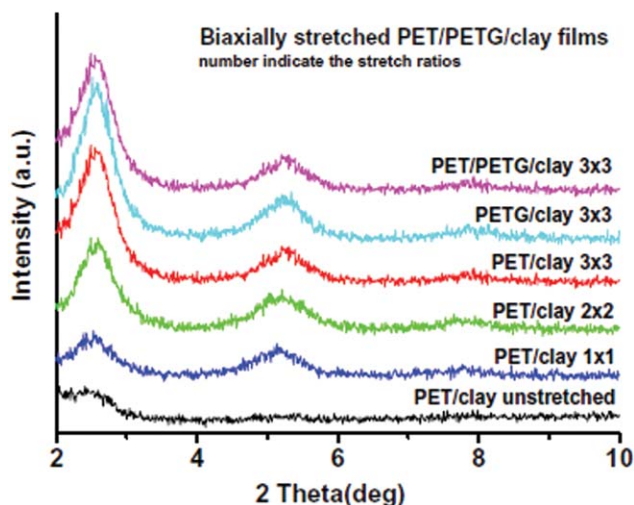 Biaxially stretched PET/PETG/clay films
number indicate the stretch ratios
PET/PETG/clay 3x3
PETG/clay 3x3
PET/clay 3x3
PET/clay 2x2
PET/clay 1x1
PET/clay unstretched
Intensity (a.u.)
2 4 6 8 10
2 Theta(deg)